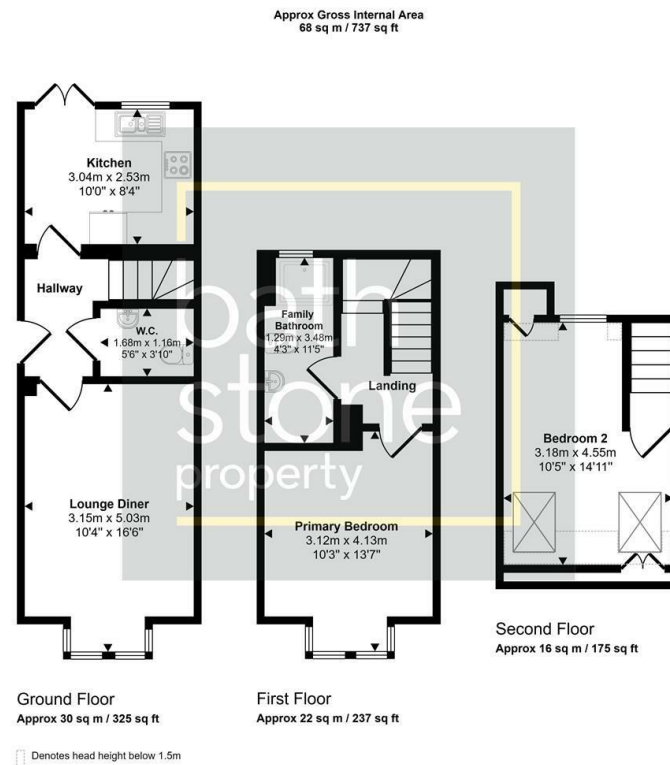 Approx Gross Internal Area
68 sq m / 737 sq ft
Kitchen
3.04m x 2.53m
10'0" x 8'4"
Hallway
W.C.
1.68m x 1.16m
5'6" x 3'10"
Lounge Diner
3.15m x 5.03m
10'4" x 16'6"
Ground Floor
Approx 30 sq m / 325 sq ft
Family
Bathroom
1.29m x 3.48m
4'3" x 11'5"
Landing
Primary Bedroom
3.12m x 4.13m
10'3" x 13'7"
First Floor
Approx 22 sq m / 237 sq ft
Bedroom 2
3.18m x 4.55m
10'5" x 14'11"
Second Floor
Approx 16 sq m / 175 sq ft
bath
stone
property
Denotes head height below 1.5m